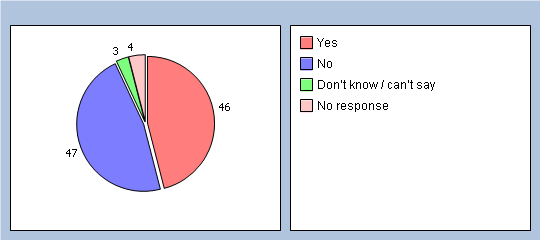 3
4
46
47
Yes
No
Don't know / can't say
No response